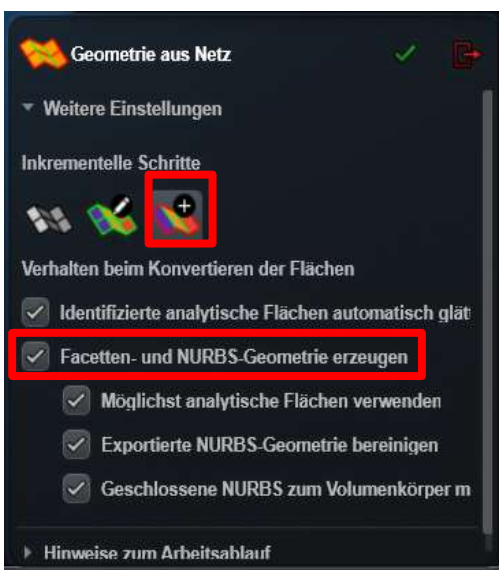 Geometrie aus Netz
Weitere Einstellungen
Inkrementelle Schritte
Verhalten beim Konvertieren der Flächen
Identifizierte analytische Flächen automatisch glät
Facetten- und NURBS-Geometrie erzeugen
Möglichst analytische Flächen verwenden
Exportierte NURBS-Geometrie bereinigen
Geschlossene NURBS zum Volumenkörper m
Hinweise zum Arbeitsablauf